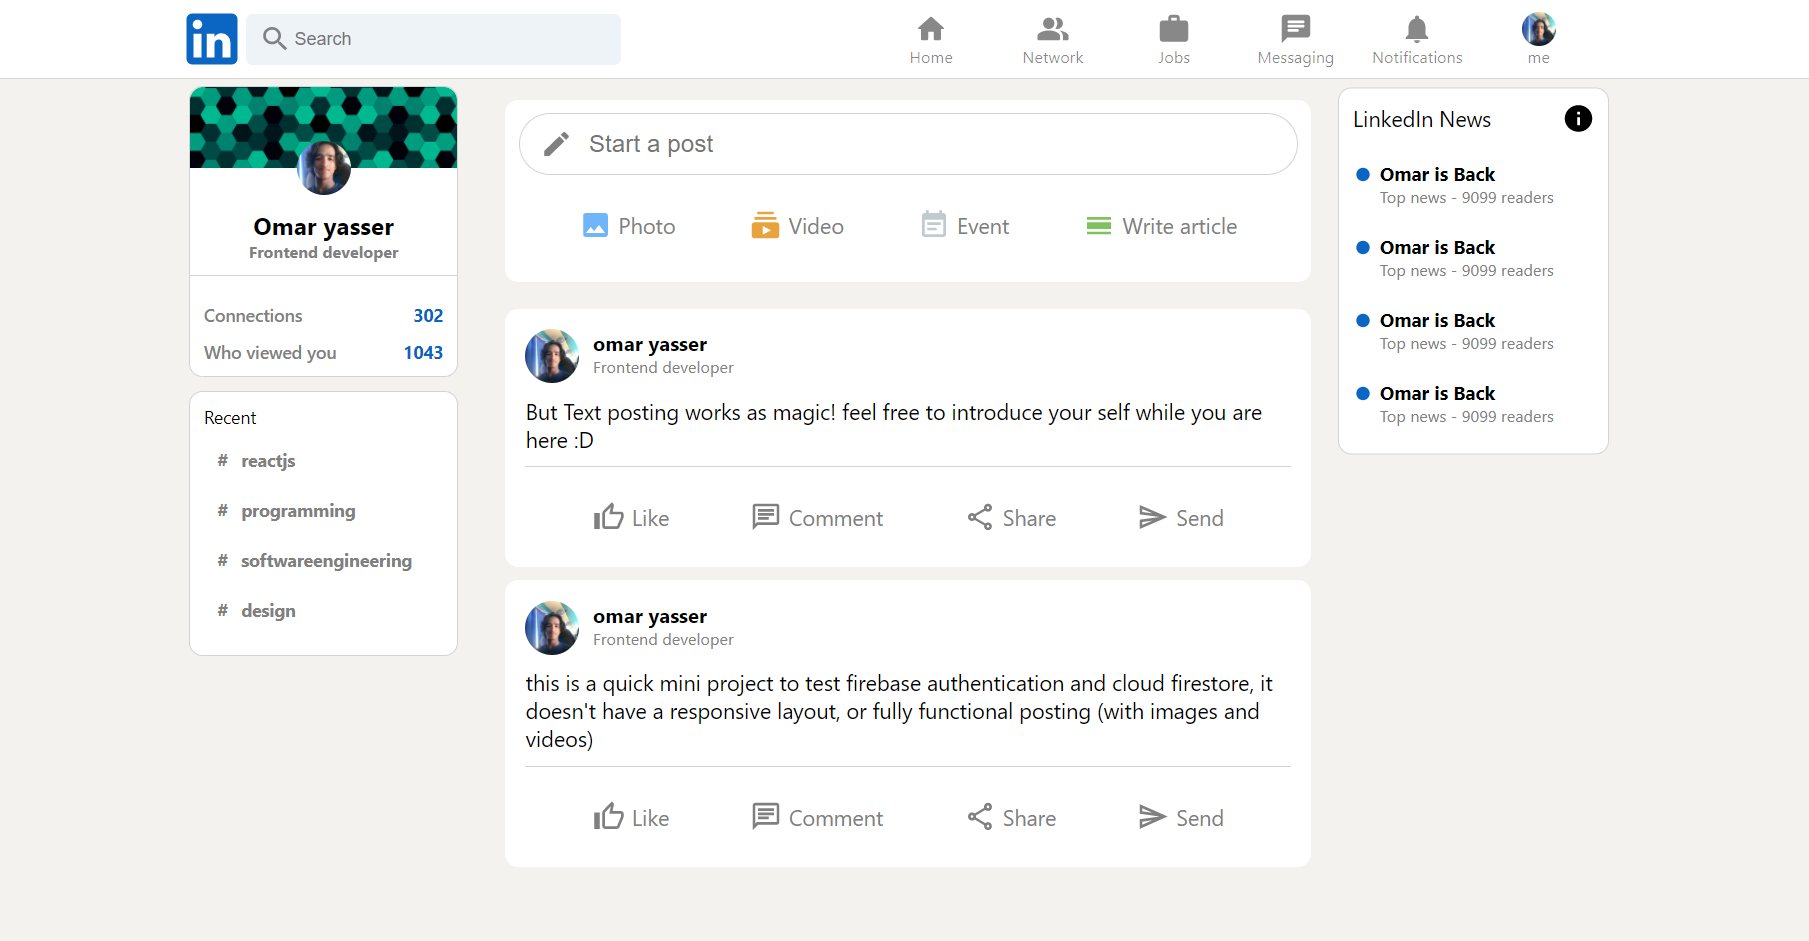 in
Search
Home
Network
Jobs
Messaging
Notifications
me
Omar yasser
Frontend developer
Connections 302
Who viewed you 1043
Recent
# reactjs
# programming
# softwareengineering
# design
Start a post
Photo
Video
Event
Write article
omar yasser
Frontend developer
But Text posting works as magic! feel free to introduce your self while you are
here :D
Like
Comment
Share
Send
omar yasser
Frontend developer
this is a quick mini project to test firebase authentication and cloud firestore, it
doesn't have a responsive layout, or fully functional posting (with images and
videos)
Like
Comment
Share
Send
LinkedIn News
Omar is Back
Top news - 9099 readers
Omar is Back
Top news - 9099 readers
Omar is Back
Top news - 9099 readers
Omar is Back
Top news - 9099 readers